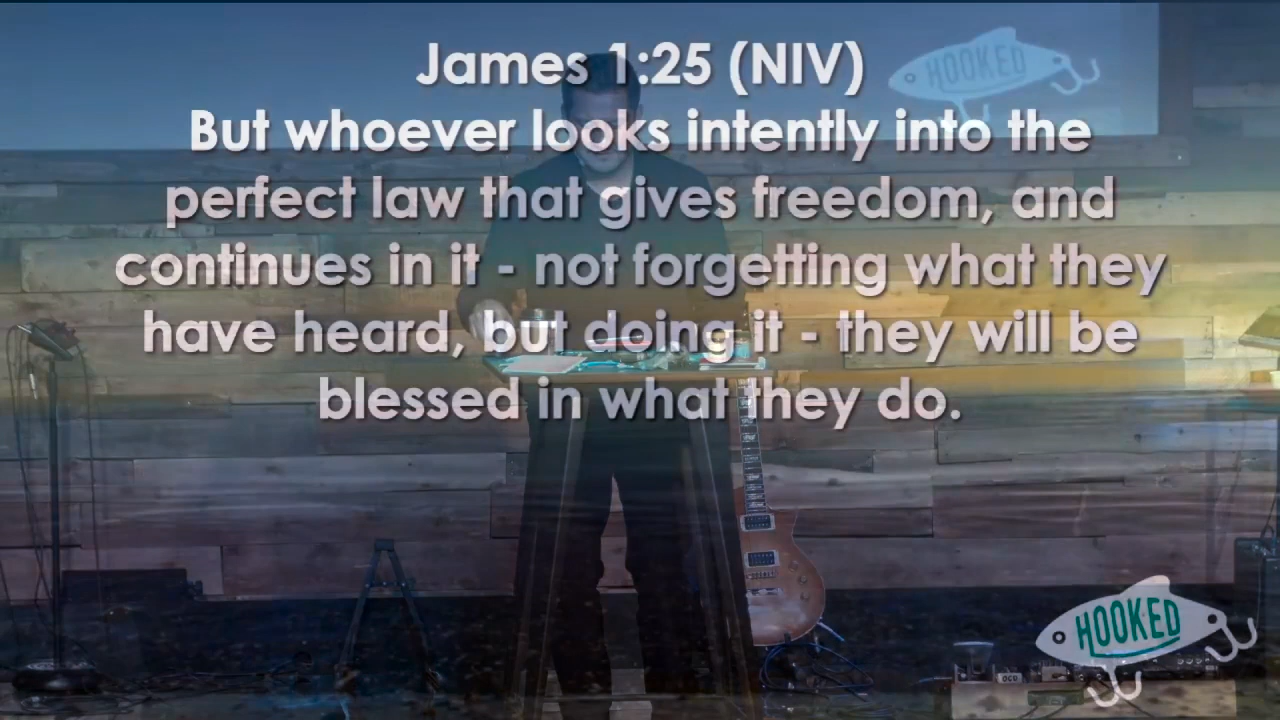 James 1:25 (NIV)
But whoever looks intently into the
perfect law that gives freedom, and
continues in it - not forgetting what they
have heard, but doing it - they will be
blessed in what they do.
HOOKED
HOOKED
OCD